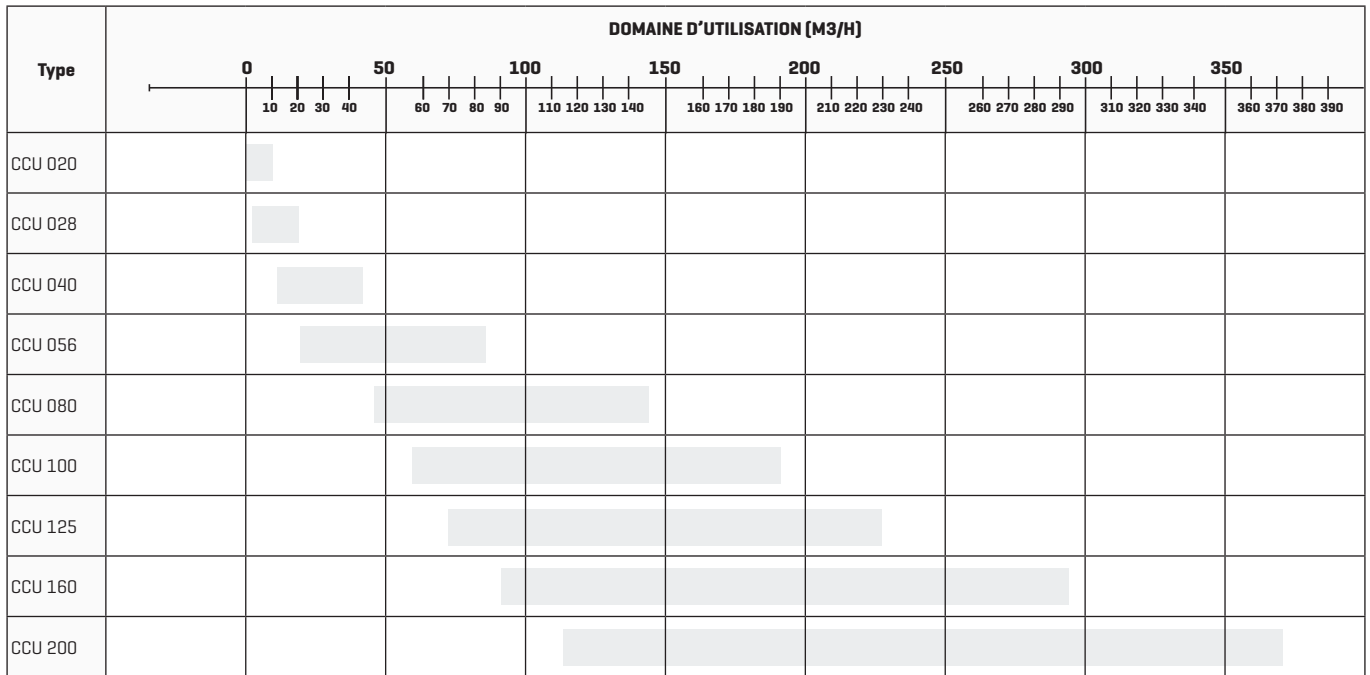 DOMAINE D'UTILISATION (M3/H)
Type
0 50 100 150 200 250 300 350
10 20 30 40 60 70 80 90 110 120 130 140 160 170 180 190 210 220 230 240 260 270 280 290 310 320 330 340 360 370 380 390
CCU 020
CCU 028
CCU 040
CCU 056
CCU 080
CCU 100
CCU 125
CCU 160
CCU 200